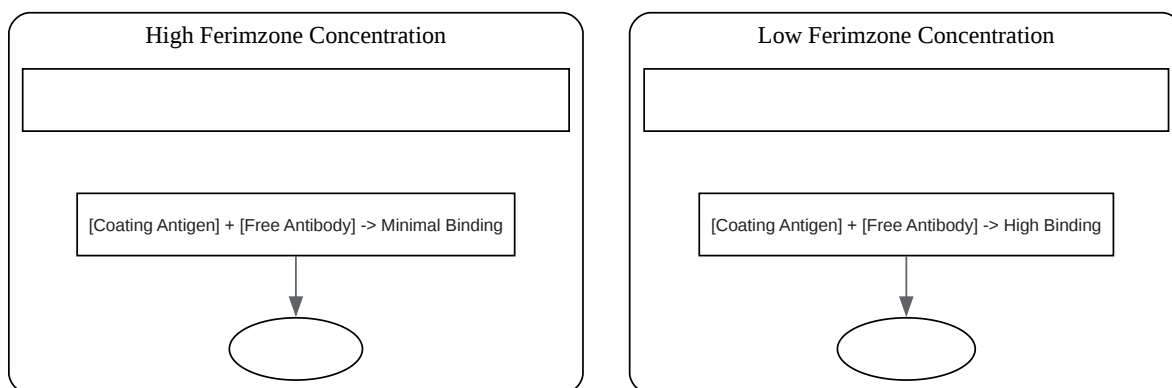 High Ferimzone Concentration
[Coating Antigen] + [Free Antibody] -> Minimal Binding
Low Ferimzone Concentration
[Coating Antigen] + [Free Antibody] -> High Binding